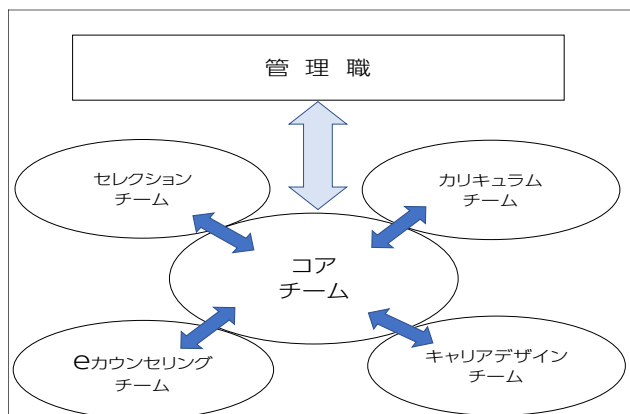 管理職
セレクション
チーム
カリキュラム
チーム
コア
チーム
eカウンセリング
チーム
キャリアデザイン
チーム